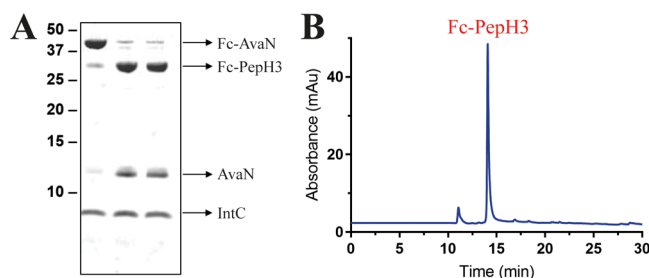 A
50
37
25
20
15
10
Fc-AvaN
Fc-PepH3
AvaN
IntC
B
Fc-PepH3
Absorbance (mAu)
40
20
0
0 5 10 15 20 25 30
Time (min)